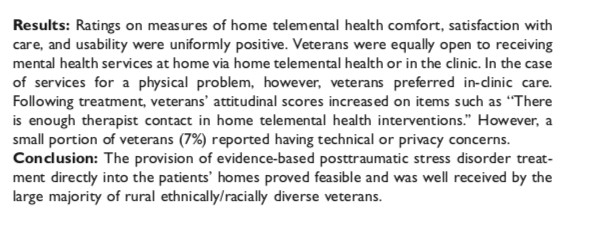 Results: Ratings on measures of home telemental health comfort, satisfaction with
care, and usability were uniformly positive. Veterans were equally open to receiving
mental health services at home via home telemental health or in the clinic. In the case
of services for a physical problem, however, veterans preferred in-clinic care.
Following treatment, veterans’ attitudinal scores increased on items such as “There
is enough therapist contact in home telemental health interventions.” However, a
small portion of veterans (7%) reported having technical or privacy concerns.
Conclusion: The provision of evidence-based posttraumatic stress disorder treat-
ment directly into the patients’ homes proved feasible and was well received by the
large majority of rural ethnically/racially diverse veterans.